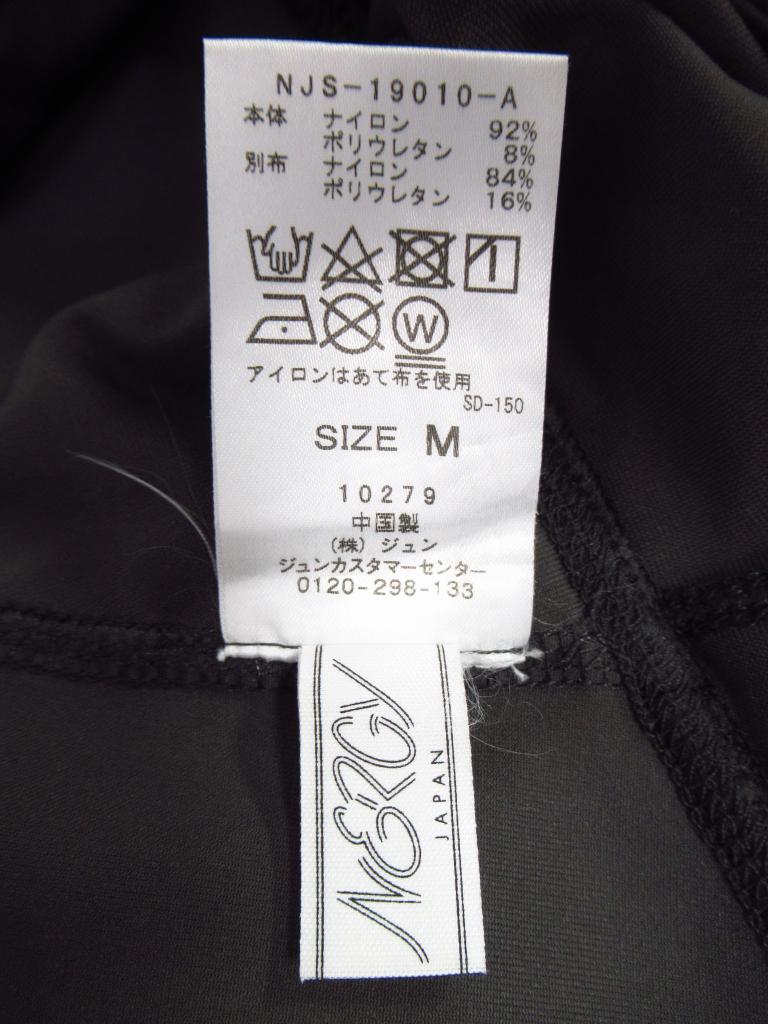 NJS-19010-A
本体 ナイロン 92%
ポリウレタン 8%
別布 ナイロン 84%
ポリウレタン 16%
W
アイロンはあて布を使用
SD-150
SIZE M
10279
中国製
(株) ジュン
ジュンカスタマーセンター
0120-298-133
NERGY
JAPAN